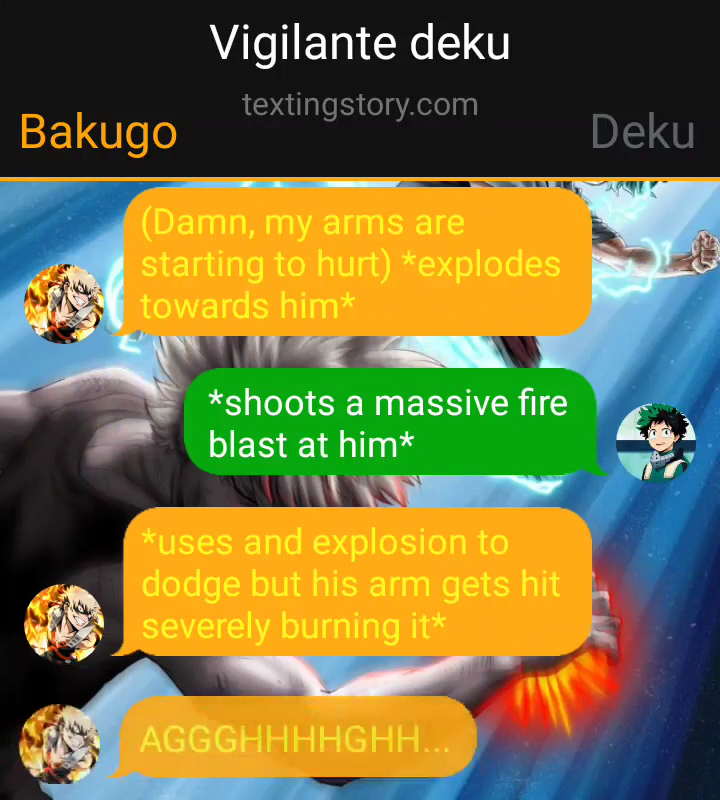 Vigilante deku
textingstory.com
Bakugo
Deku
(Damn, my arms are
starting to hurt) *explodes
towards him*
*shoots a massive fire
blast at him*
*uses and explosion to
dodge but his arm gets hit
severely burning it*
AGGGHHHHGHH...